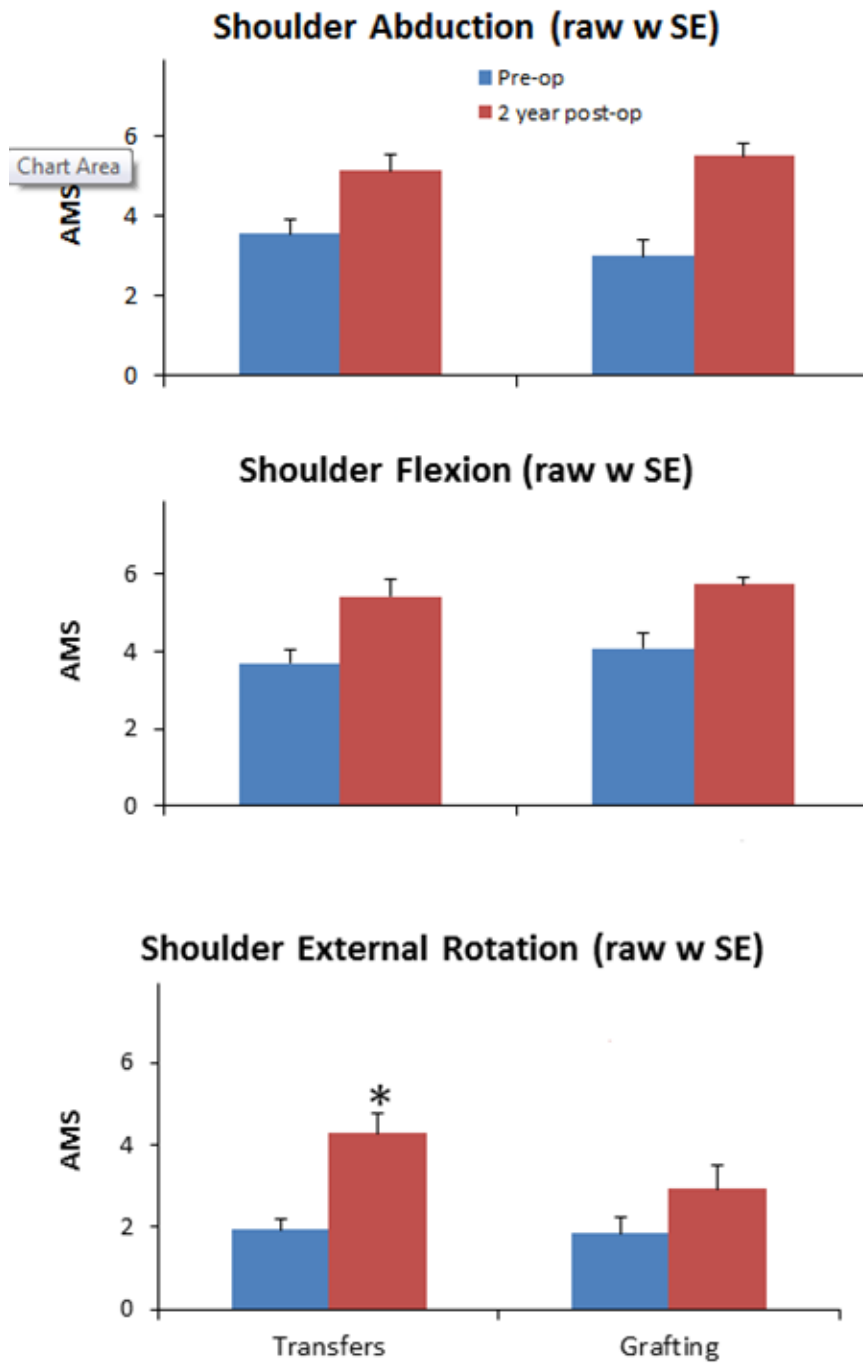 Shoulder Abduction (raw w SE)
Pre-op
2 year post-op
6
Chart Area
AMS
4
2
0
Shoulder Flexion (raw w SE)
6
AMS
4
2
0
Shoulder External Rotation (raw w SE)
6
*
AMS
4
2
0
Transfers Grafting